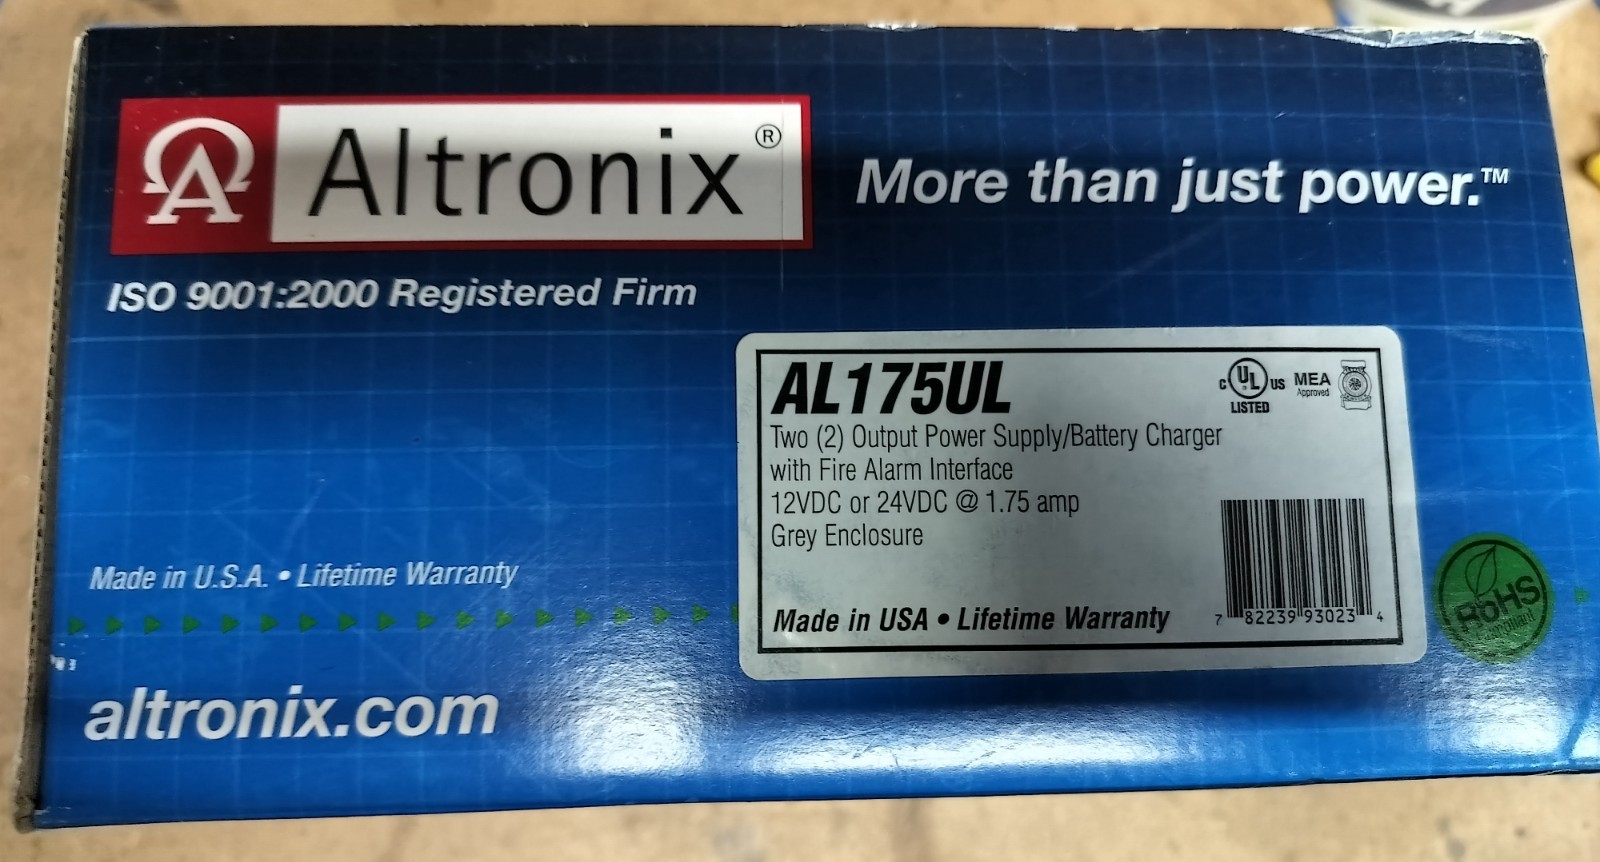 Altronix®
More than just power.™
ISO 9001:2000 Registered Firm
AL175UL
C UL US LISTED
MEA Approved
Two (2) Output Power Supply/Battery Charger
with Fire Alarm Interface
12VDC or 24VDC @ 1.75 amp
Grey Enclosure
Made in USA • Lifetime Warranty
7 82239 93023 4
RoHS
Compliant
Made in U.S.A. • Lifetime Warranty
altronix.com